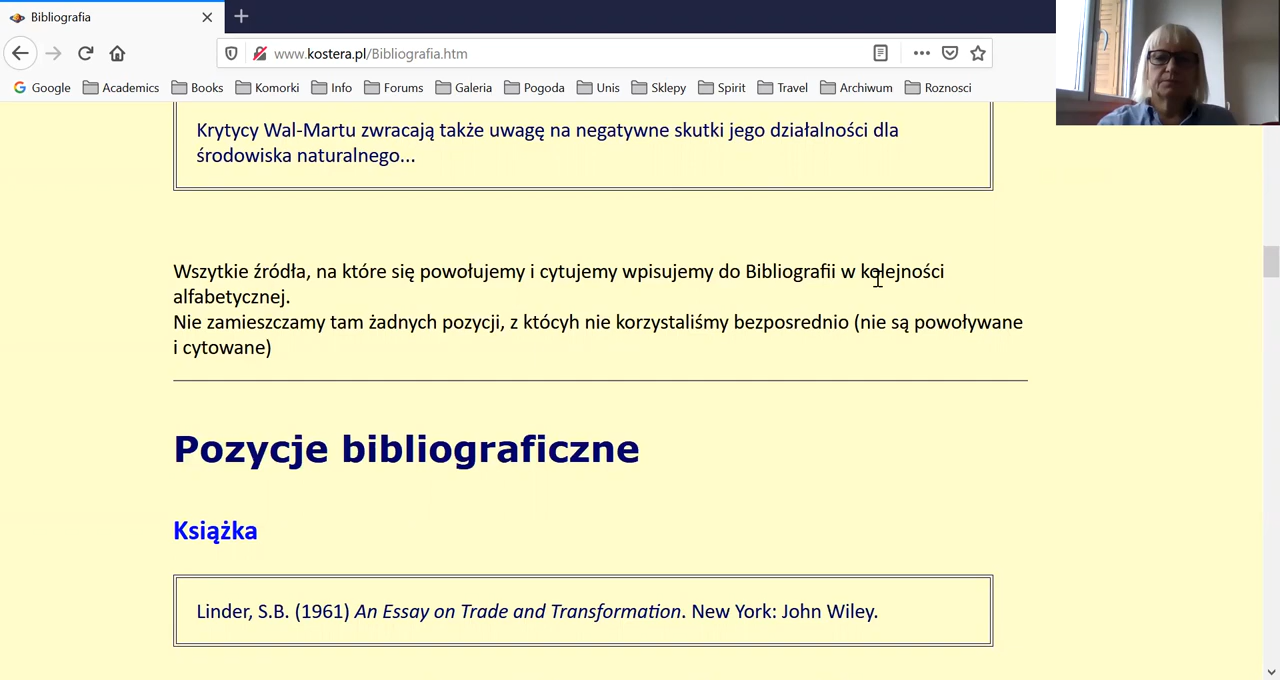 Bibliografia
www.kostera.pl/Bibliografia.htm
Google Academics Books Komorki Info Forums Galeria Pogoda Unis Sklepy Spirit Travel Archiwum Roznosci
Krytycy Wal-Martu zwracają także uwagę na negatywne skutki jego działalności dla
środowiska naturalnego...
Wszytkie źródła, na które się powołujemy i cytujemy wpisujemy do Bibliografii w kolejności
alfabetycznej.
Nie zamieszczamy tam żadnych pozycji, z któcyh nie korzystaliśmy bezposrednio (nie są powoływane
i cytowane)
Pozycje bibliograficzne
Książka
Linder, S.B. (1961) An Essay on Trade and Transformation. New York: John Wiley.